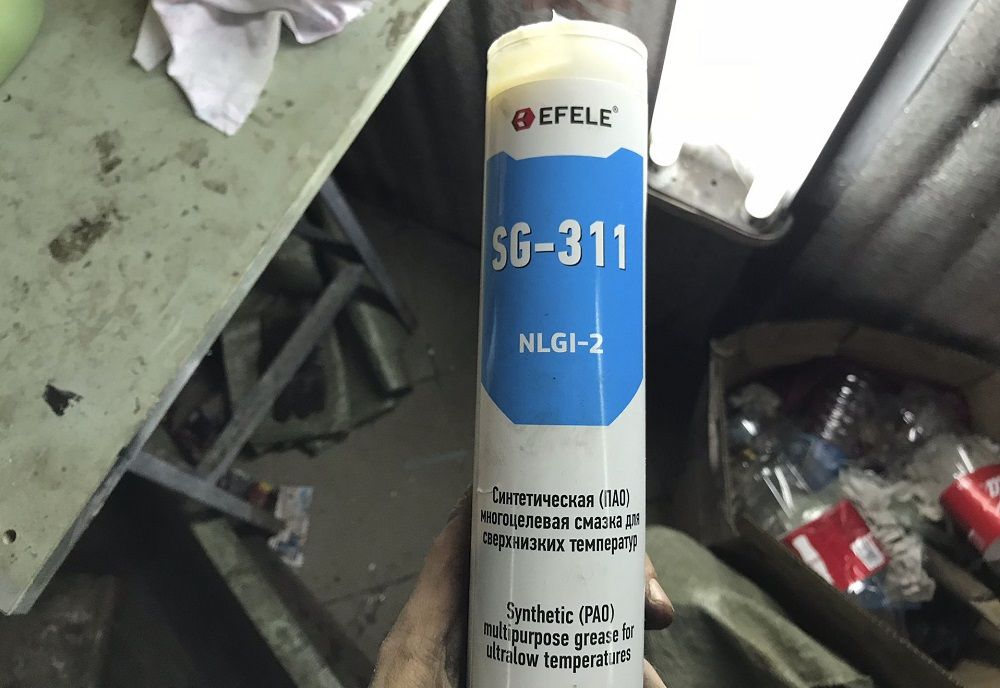 EFELE®
SG-311
NLGI-2
Синтетическая (ПАО)
многоцелевая смазка для
сверхнизких температур
Synthetic (PAO)
multipurpose grease for
ultralow temperatures